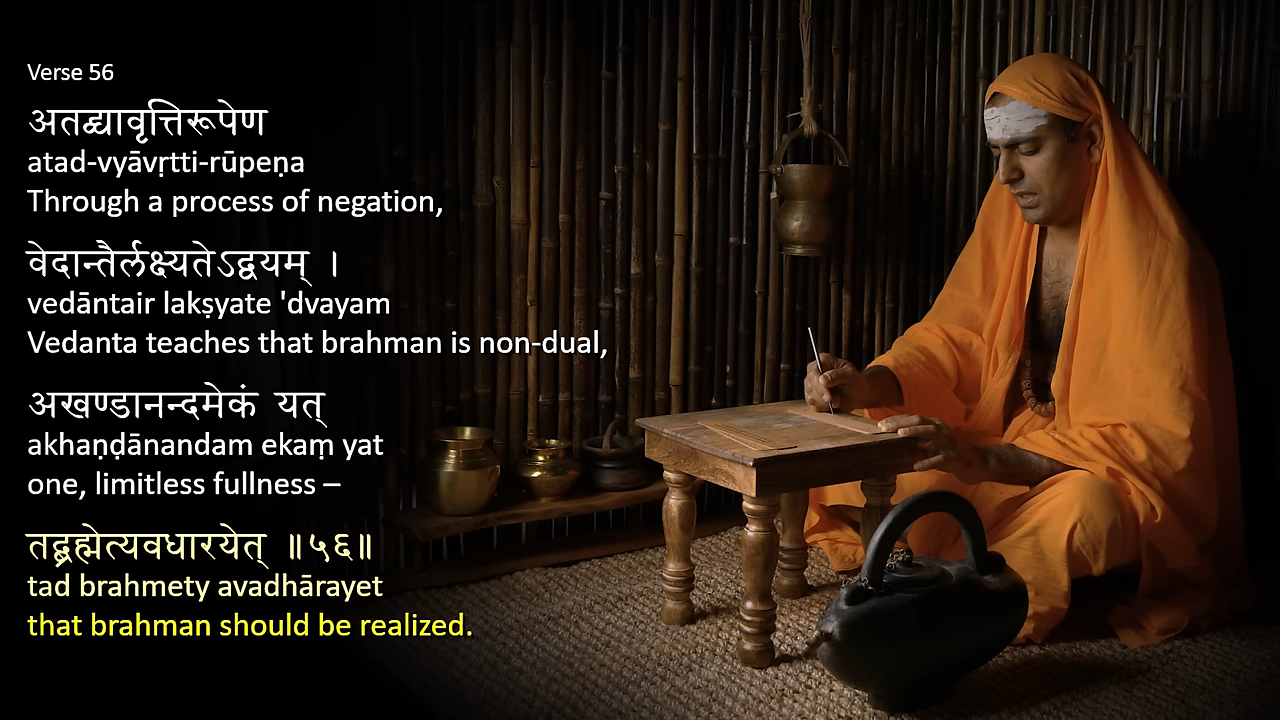 Verse 56
अतद्व्यावृत्तिरूपेण
atad-vyāvṛtti-rūpeṇa
Through a process of negation,
वेदान्तैर्लक्ष्यतेऽद्वयम् ।
vedāntair lakṣyate 'dvayam
Vedanta teaches that brahman is non-dual,
अखण्डानन्दमेकं यत्
akhaṇḍānandam ekaṃ yat
one, limitless fullness –
तद्ब्रह्मेत्यवधारयेत् ॥५६॥
tad brahmety avadhārayet
that brahman should be realized.